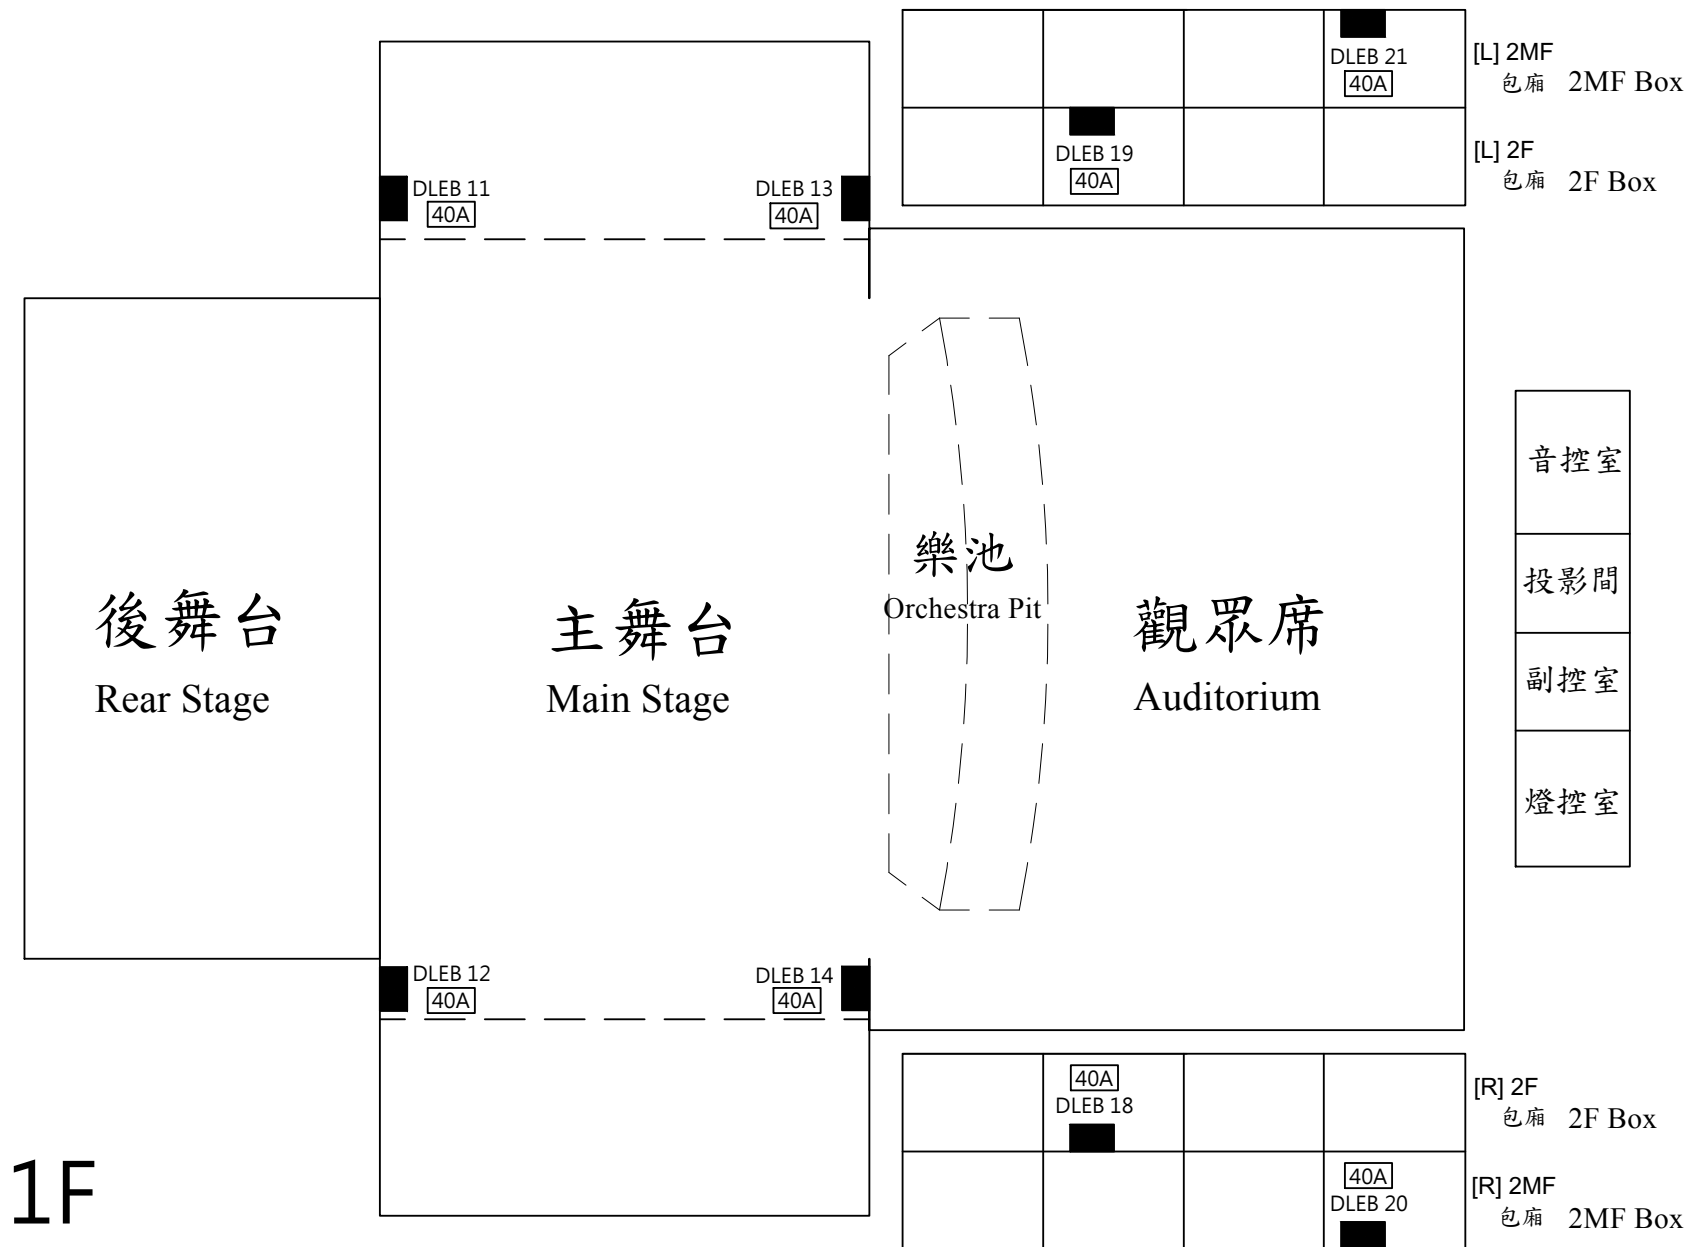 DLEB 21
40A
[L] 2MF
包廂 2MF Box
DLEB 19
40A
[L] 2F
包廂 2F Box
DLEB 11
40A
DLEB 13
40A
後舞台
Rear Stage
主舞台
Main Stage
樂池
Orchestra Pit
觀眾席
Auditorium
音控室
投影間
副控室
燈控室
DLEB 12
40A
DLEB 14
40A
40A
DLEB 18
[R] 2F
包廂 2F Box
40A
DLEB 20
[R] 2MF
包廂 2MF Box
1F